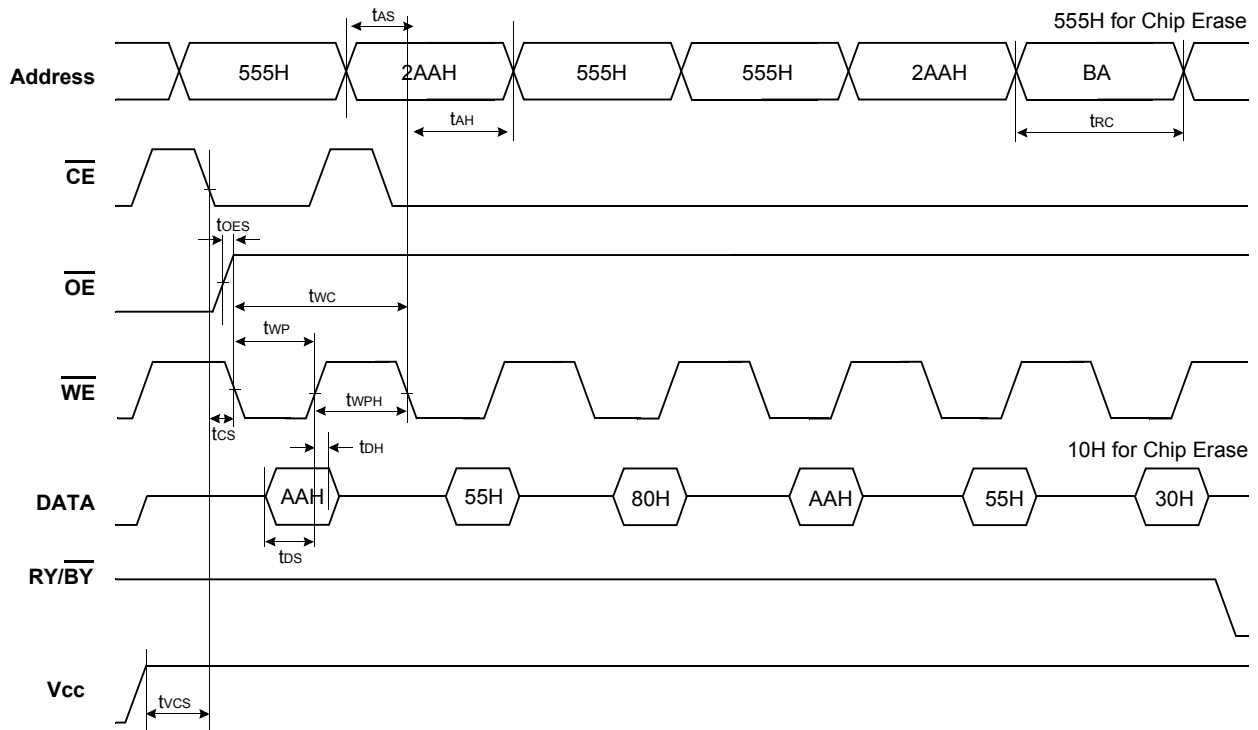 tAS
555H for Chip Erase
Address 555H 2AAH 555H 555H 2AAH BA
tAH tRC
CE
tOES
OE
tWC
tWP
WE
tWPH
tCS
tDH
10H for Chip Erase
DATA AAH 55H 80H AAH 55H 30H
tDS
RY/BY
Vcc
tVCS